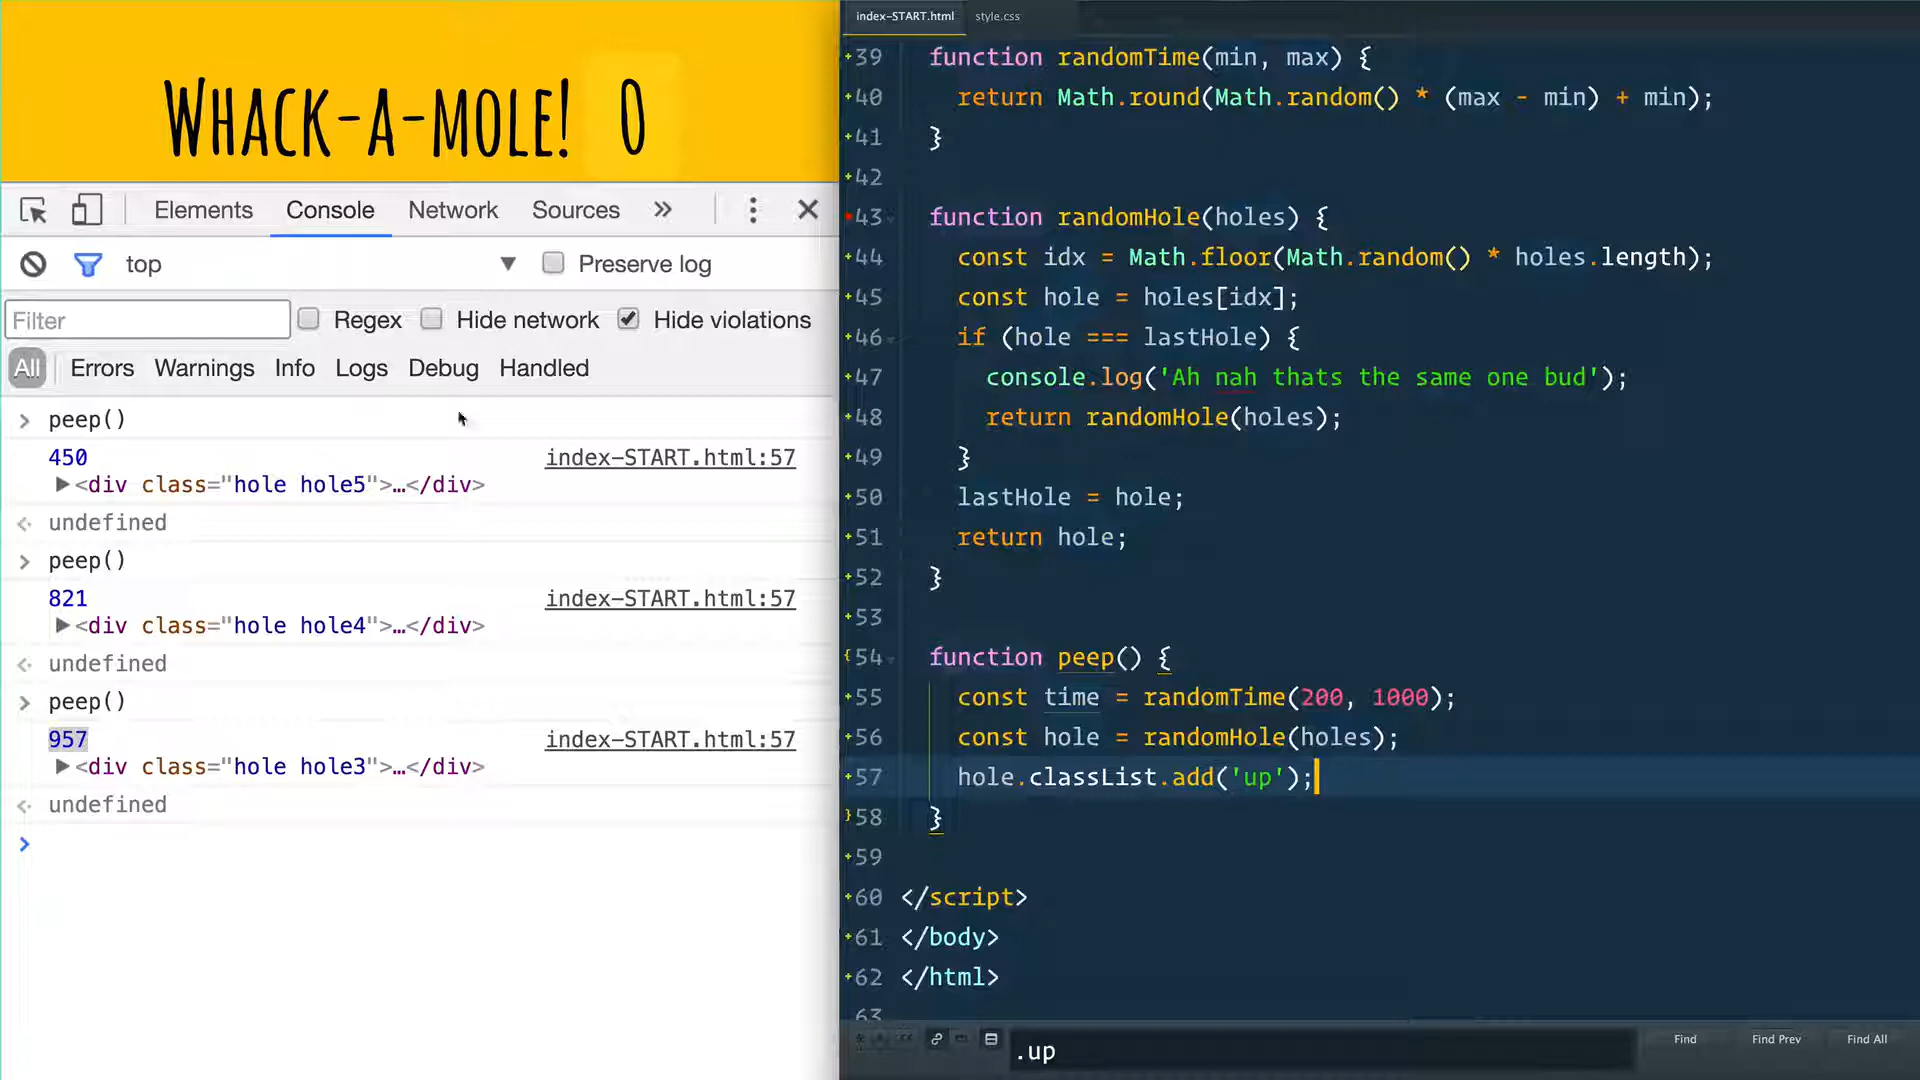 WHACK-A-MOLE! 0
Elements Console Network Sources »
top ▼ Preserve log
Filter Regex Hide network Hide violations
All Errors Warnings Info Logs Debug Handled
> peep()
450 index-START.html:57
▶<div class="hole hole5">…</div>
undefined
> peep()
821 index-START.html:57
▶<div class="hole hole4">…</div>
undefined
> peep()
957 index-START.html:57
▶<div class="hole hole3">…</div>
undefined
>
index-START.html style.css
39 function randomTime(min, max) {
40 return Math.round(Math.random() * (max - min) + min);
41 }
42
43 function randomHole(holes) {
44 const idx = Math.floor(Math.random() * holes.length);
45 const hole = holes[idx];
46 if (hole === lastHole) {
47 console.log('Ah nah thats the same one bud');
48 return randomHole(holes);
49 }
50 lastHole = hole;
51 return hole;
52 }
53
54 function peep() {
55 const time = randomTime(200, 1000);
56 const hole = randomHole(holes);
57 hole.classList.add('up');
58 }
59
60 </script>
61 </body>
62 </html>
63
.up Find Find Prev Find All